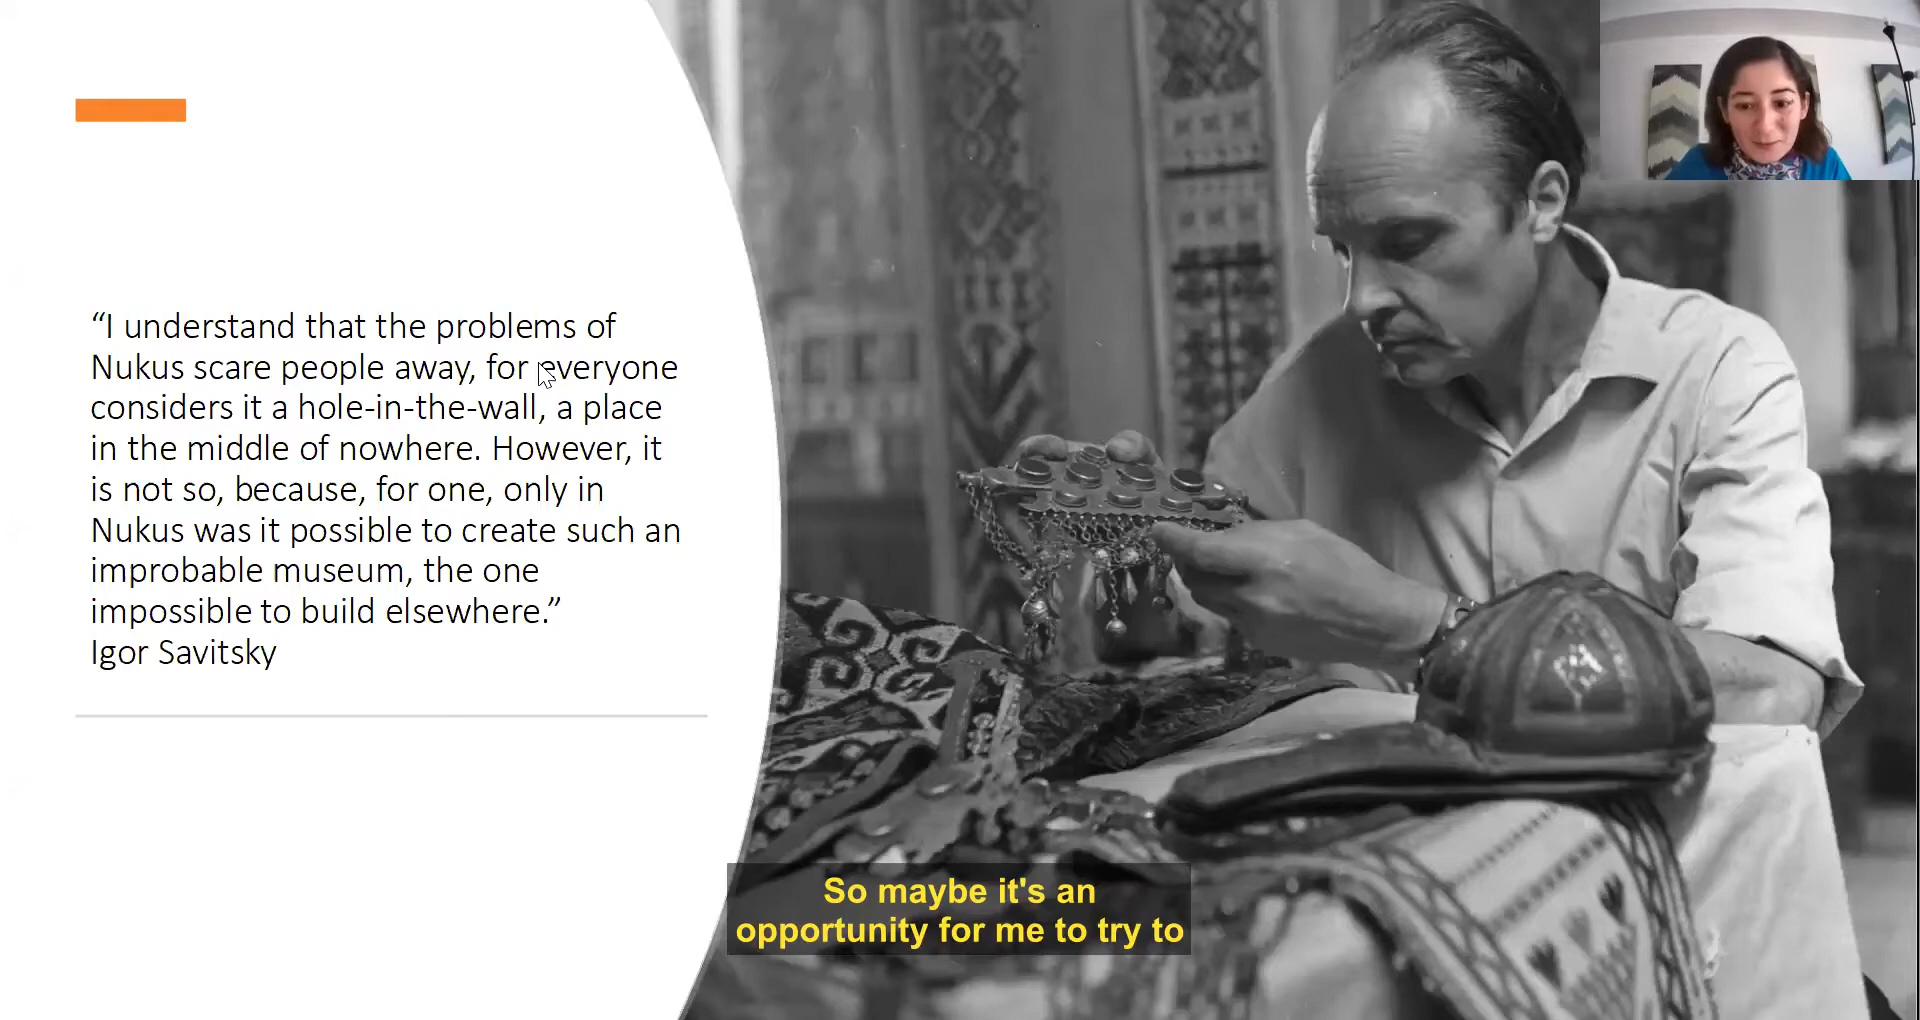 “I understand that the problems of
Nukus scare people away, for everyone
considers it a hole-in-the-wall, a place
in the middle of nowhere. However, it
is not so, because, for one, only in
Nukus was it possible to create such an
improbable museum, the one
impossible to build elsewhere.”
Igor Savitsky
So maybe it's an
opportunity for me to try to